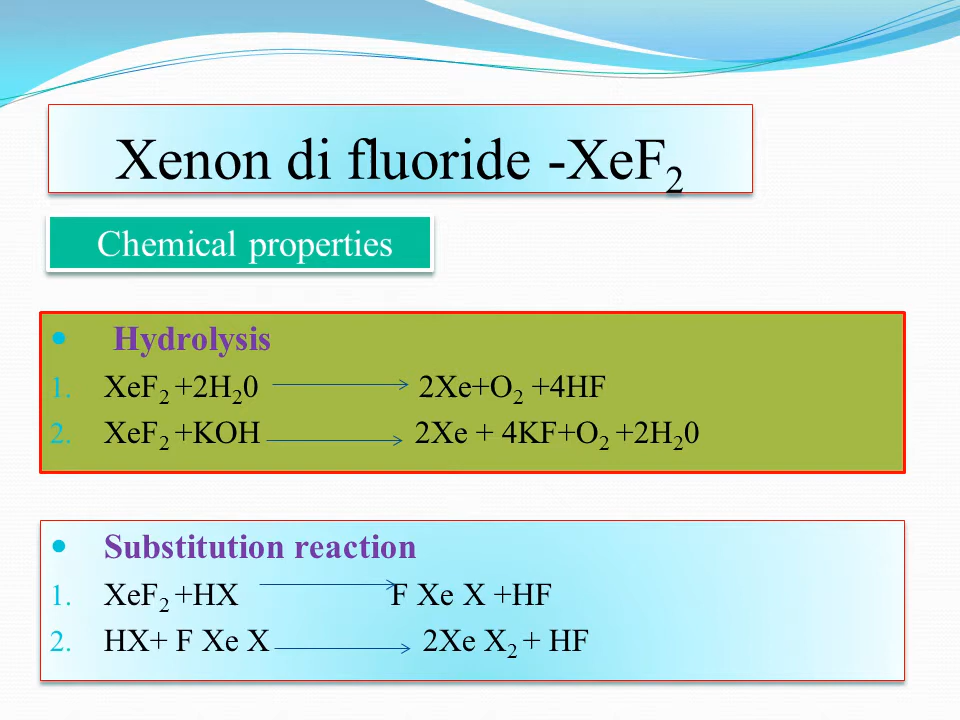 Xenon di fluoride -XeF₂
Chemical properties
• Hydrolysis
1. XeF₂ +2H₂0 → 2Xe+O₂ +4HF
2. XeF₂ +KOH → 2Xe + 4KF+O₂ +2H₂0
• Substitution reaction
1. XeF₂ +HX → F Xe X +HF
2. HX+ F Xe X → 2Xe X₂ + HF